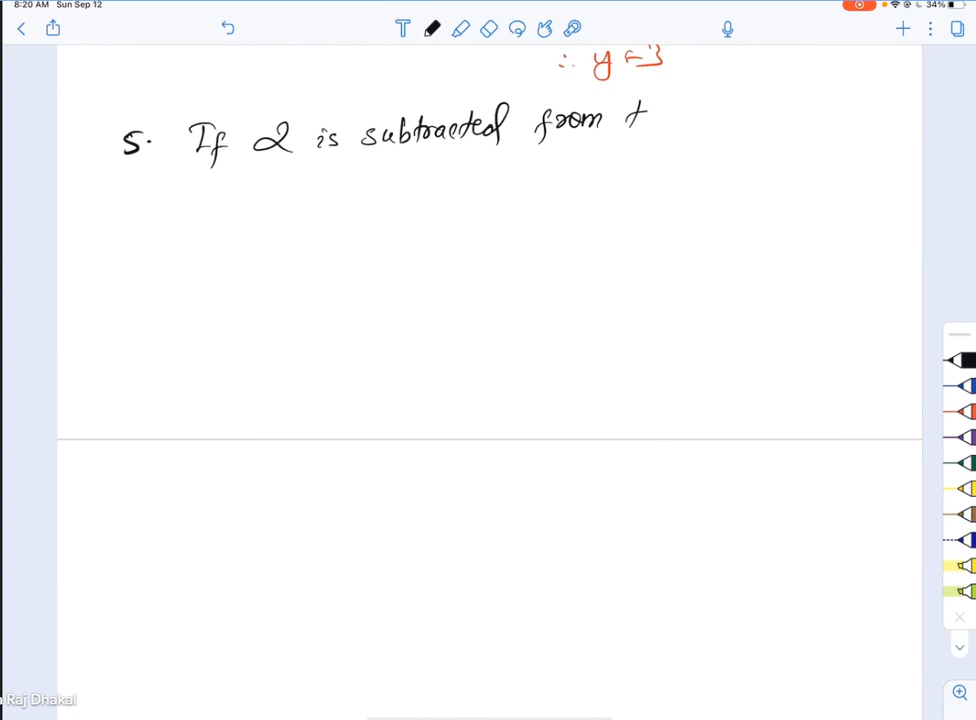 8:20 AM Sun Sep 12
34%
∴ y = 3
5. If 2 is subtracted from t
Raj Dhakal